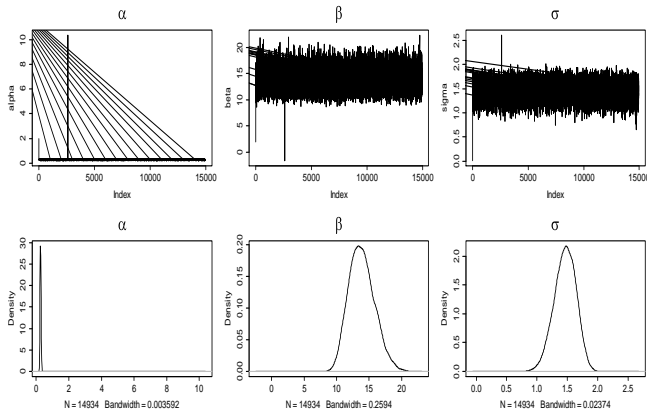 α β σ
alpha
0 2 4 6 8 10
0 5000 10000 15000
Index
beta
0 5 10 15 20
0 5000 10000 15000
Index
sigma
0.0 0.5 1.0 1.5 2.0 2.5
0 5000 10000 15000
Index
α β σ
Density
0 5 10 15 20 25 30
0 2 4 6 8 10
N = 14934 Bandwidth = 0.003592
Density
0.00 0.05 0.10 0.15 0.20
0 5 10 15 20
N = 14934 Bandwidth = 0.2594
Density
0.0 0.5 1.0 1.5 2.0
0.0 0.5 1.0 1.5 2.0 2.5
N = 14934 Bandwidth = 0.02374